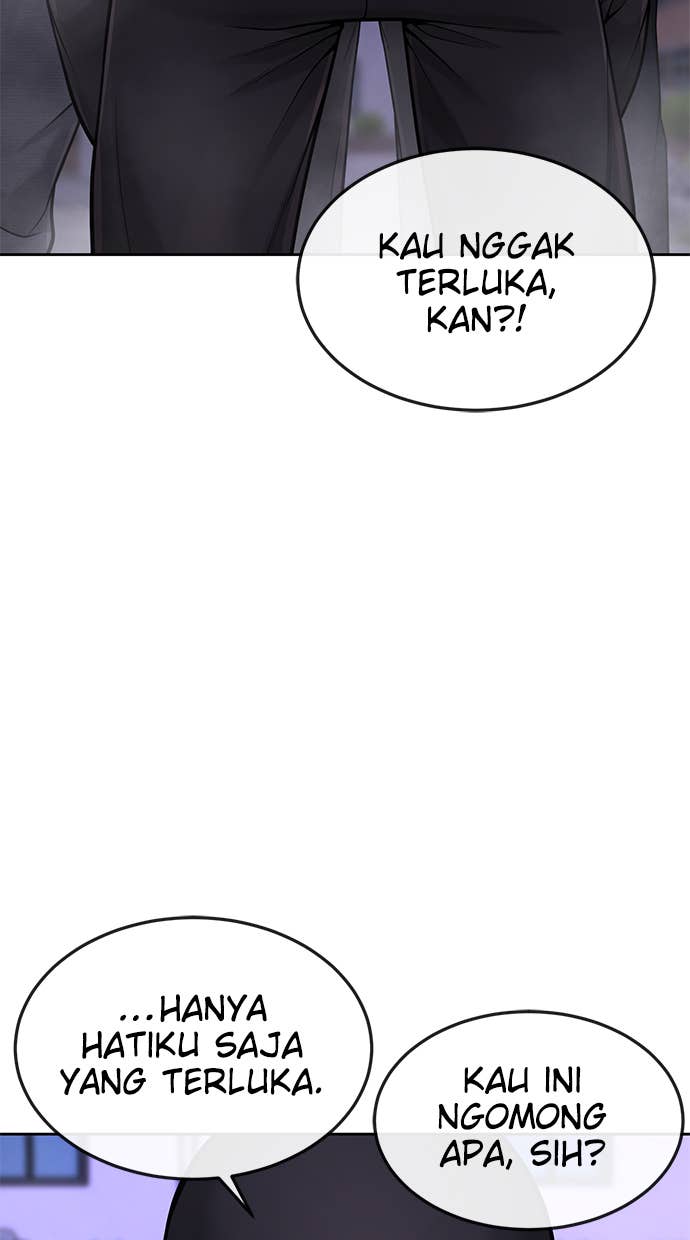 KAU NGGAK
TERLUKA,
KAN?!
...HANYA
HATIKU SAJA
YANG TERLUKA.
KAU INI
NGOMONG
APA, SIH?